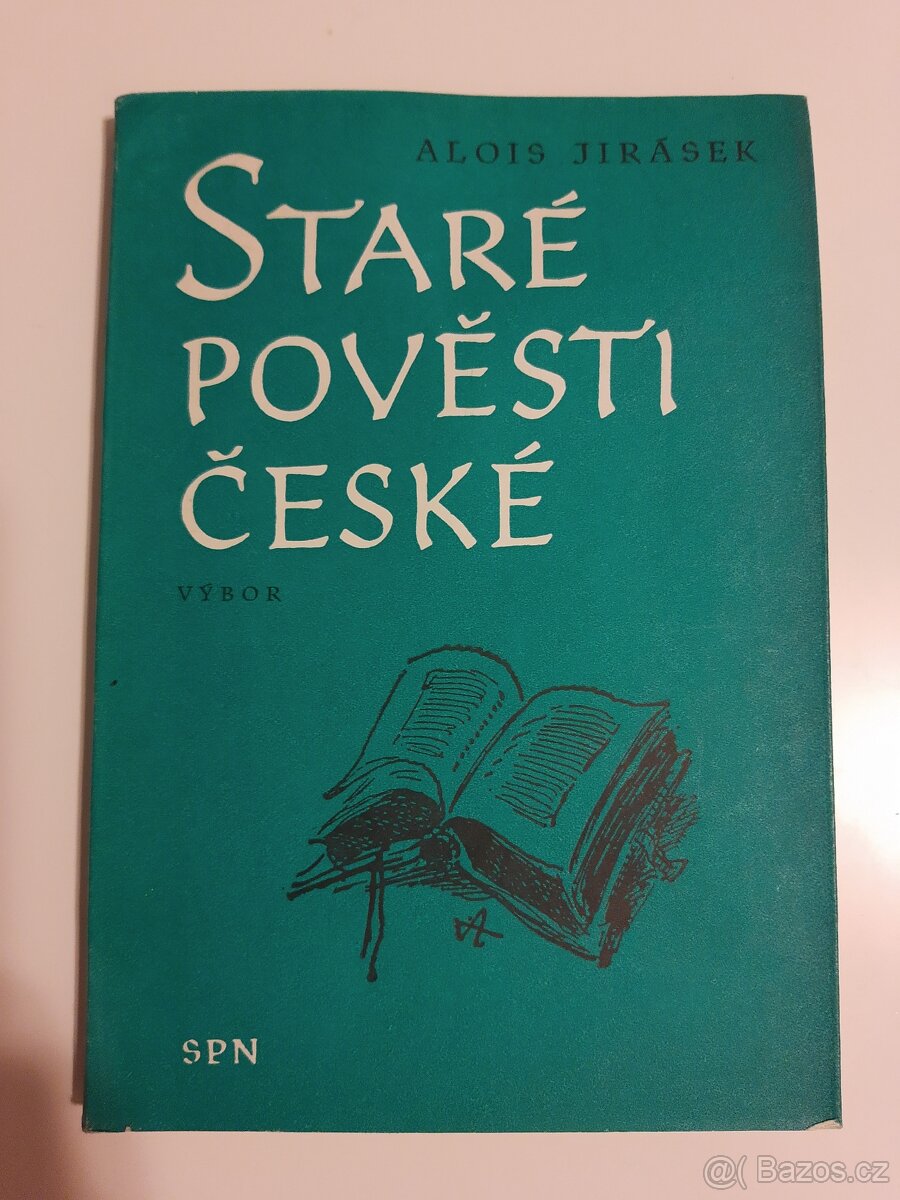 ALOIS JIRÁSEK
STARÉ
POVĚSTI
ČESKÉ
VÝBOR
SPN
@( Bazos.cz